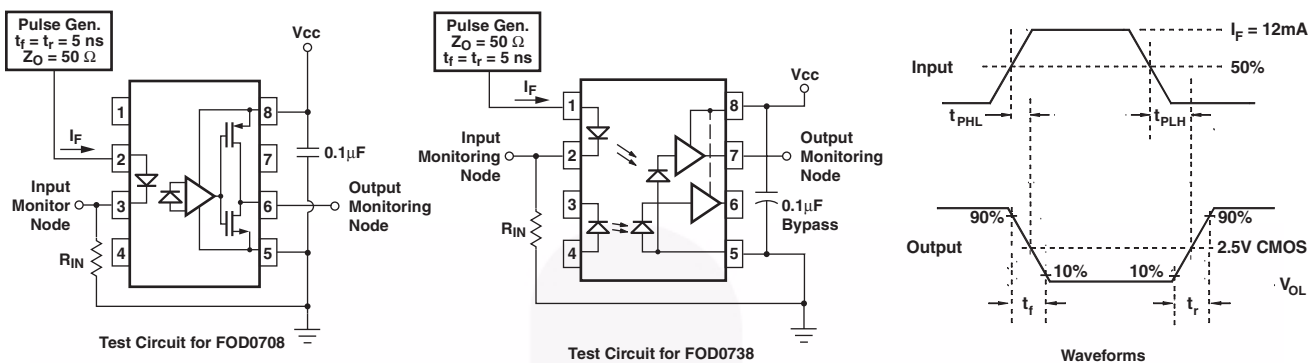 Pulse Gen.
t_f = t_r = 5 ns
Z_O = 50 Ω
Vcc
I_F
1
2
3
4
8
7
6
5
0.1µF
Input
Monitor
Node
Output
Monitoring
Node
R_IN
Test Circuit for FOD0708
Pulse Gen.
Z_O = 50 Ω
t_f = t_r = 5 ns
Vcc
I_F
1
2
3
4
8
7
6
5
Input
Monitoring
Node
Output
Monitoring
Node
0.1µF
Bypass
R_IN
Test Circuit for FOD0738
I_F = 12mA
Input
50%
t_PHL
t_PLH
90%
90%
Output
2.5V CMOS
10%
10%
V_OL
t_f
t_r
Waveforms